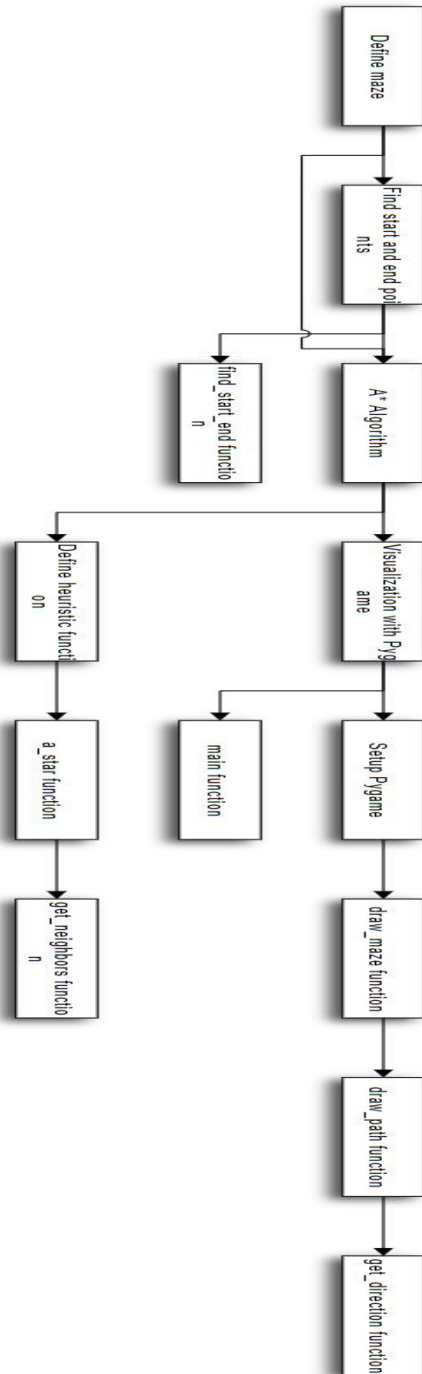 Define maze
Find start and end poi
nts
find_start_end functio
n
A* Algorithm
Define heuristic functi
on
Visualization with Pyg
ame
a_star function
main function
Setup Pygame
get_neighbors functio
n
draw_maze function
draw_path function
get_direction function